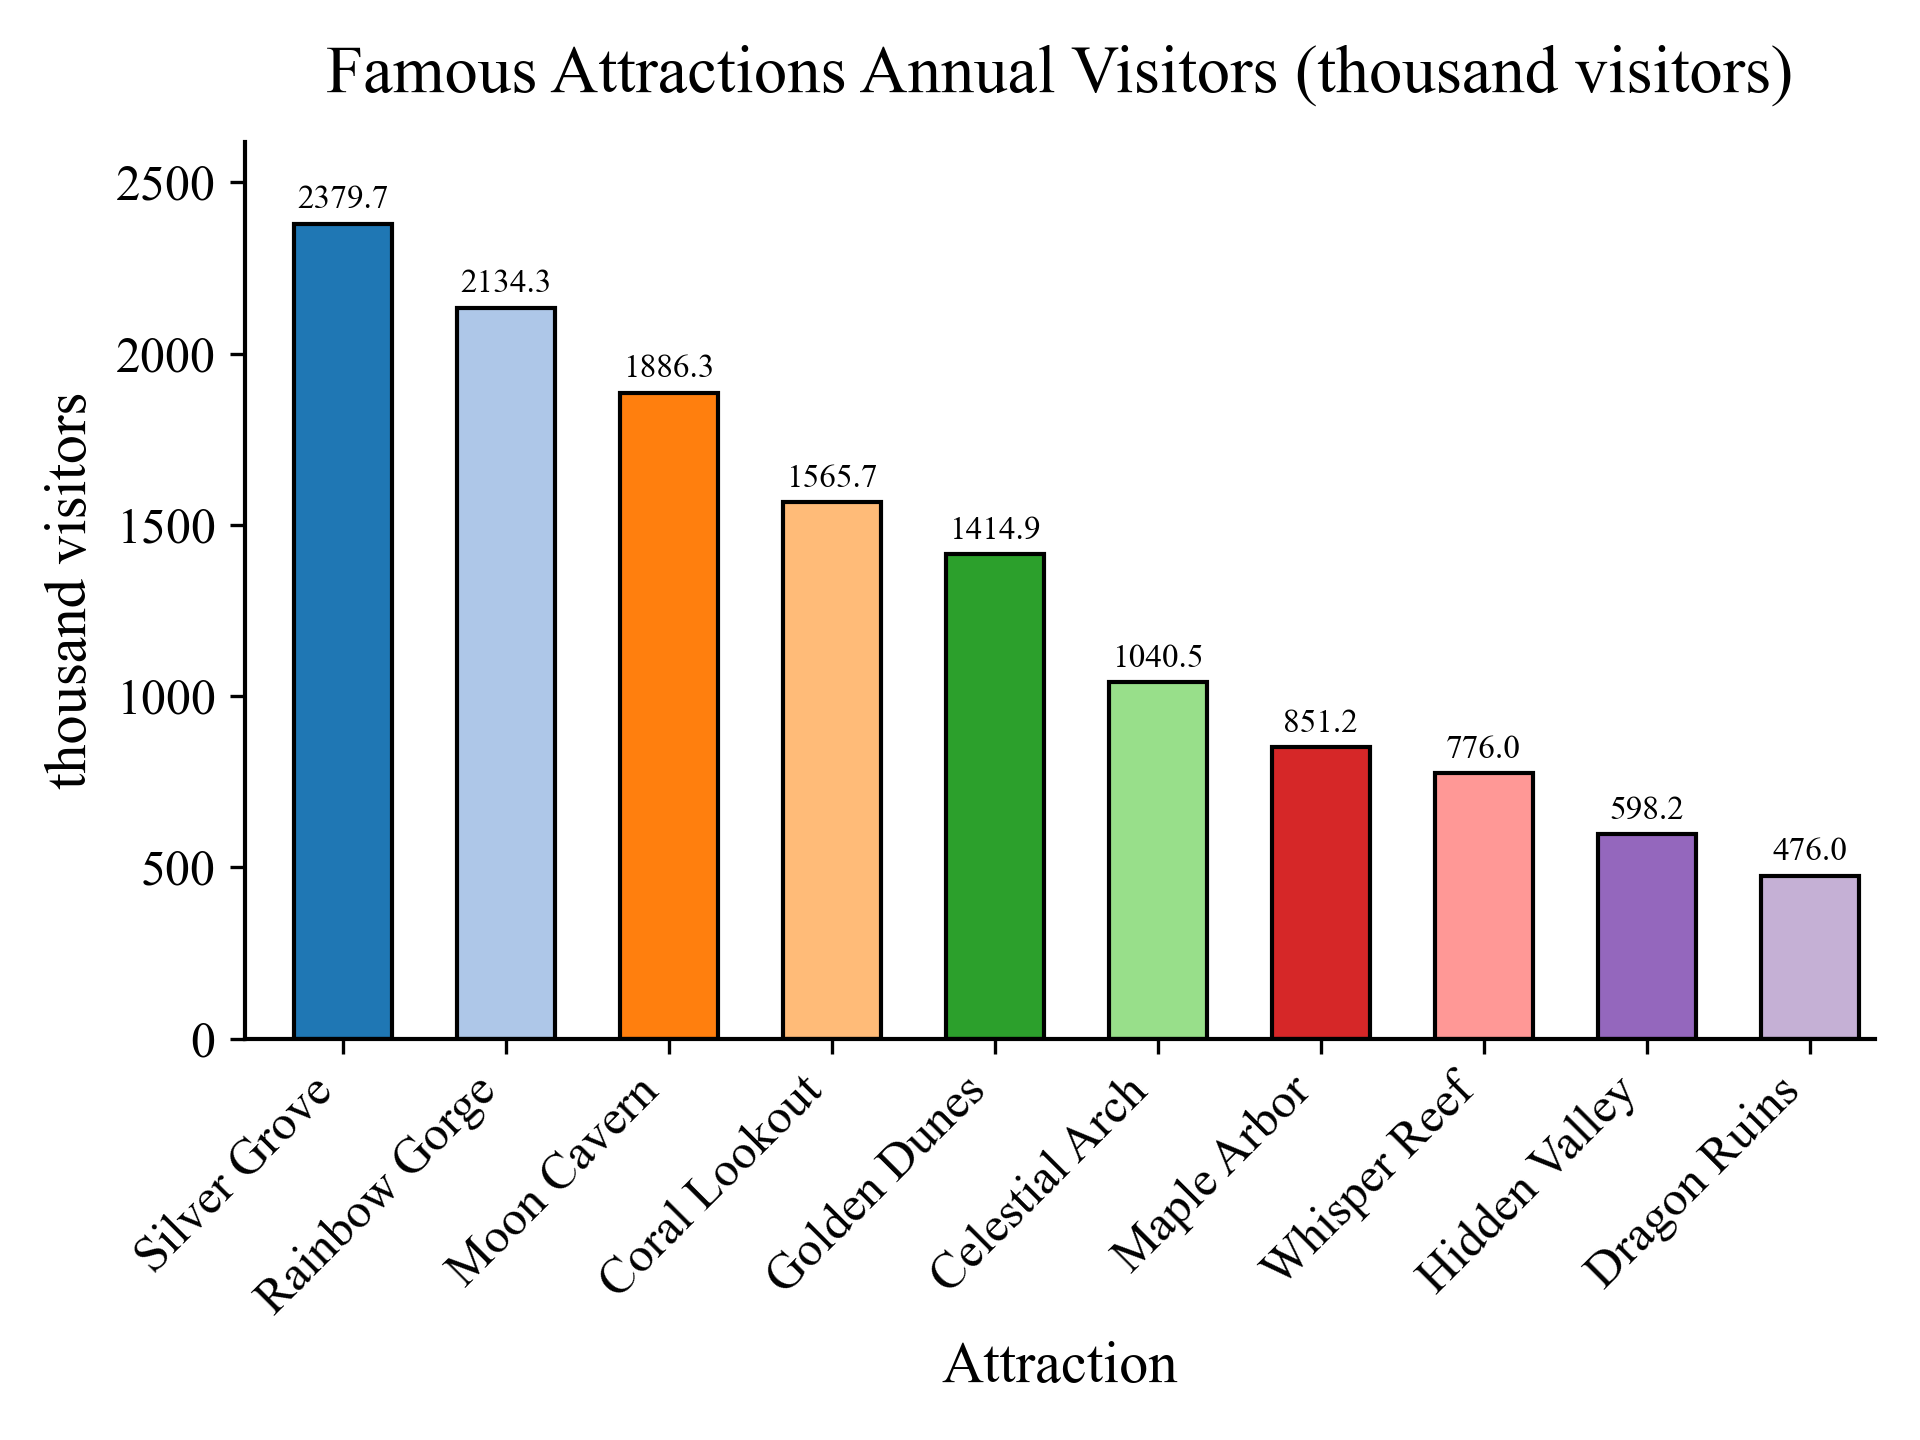 Famous Attractions Annual Visitors (thousand visitors)
thousand visitors
2500
2000
1500
1000
500
0
2379.7
2134.3
1886.3
1565.7
1414.9
1040.5
851.2
776.0
598.2
476.0
Silver Grove
Rainbow Gorge
Moon Cavern
Coral Lookout
Golden Dunes
Celestial Arch
Maple Arbor
Whisper Reef
Hidden Valley
Dragon Ruins
Attraction